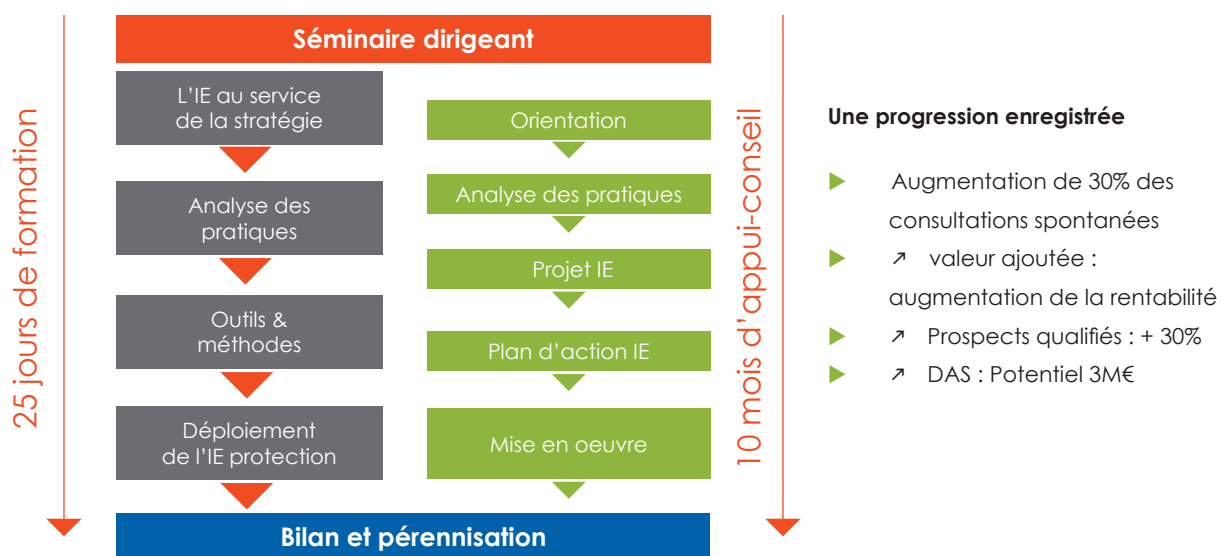 25 jours de formation
Séminaire dirigeant
L'IE au service
de la stratégie
Analyse des
pratiques
Outils &
méthodes
Déploiement
de l'IE protection
Orientation
Analyse des pratiques
Projet IE
Plan d'action IE
Mise en oeuvre
Bilan et pérennisation
10 mois d'appui-conseil
Une progression enregistrée
Augmentation de 30% des
consultations spontanées
↗ valeur ajoutée :
augmentation de la rentabilité
↗ Prospects qualifiés : + 30%
↗ DAS : Potentiel 3M€